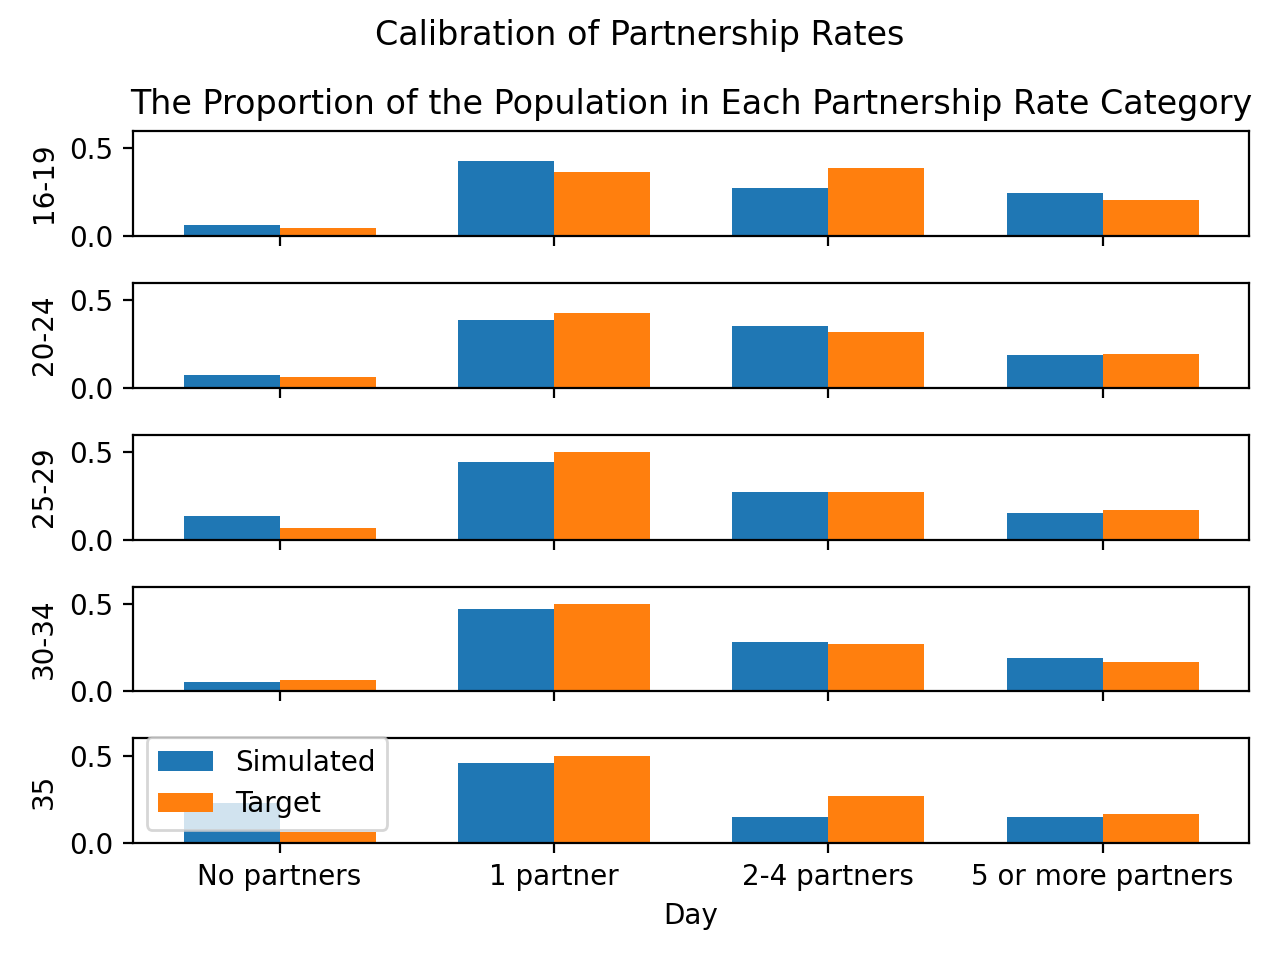 Calibration of Partnership Rates
The Proportion of the Population in Each Partnership Rate Category
0.5
16-19
0.0
0.5
20-24
0.0
0.5
25-29
0.0
0.5
30-34
0.0
0.5
35
0.0
Simulated
Target
No partners 1 partner 2-4 partners 5 or more partners
Day